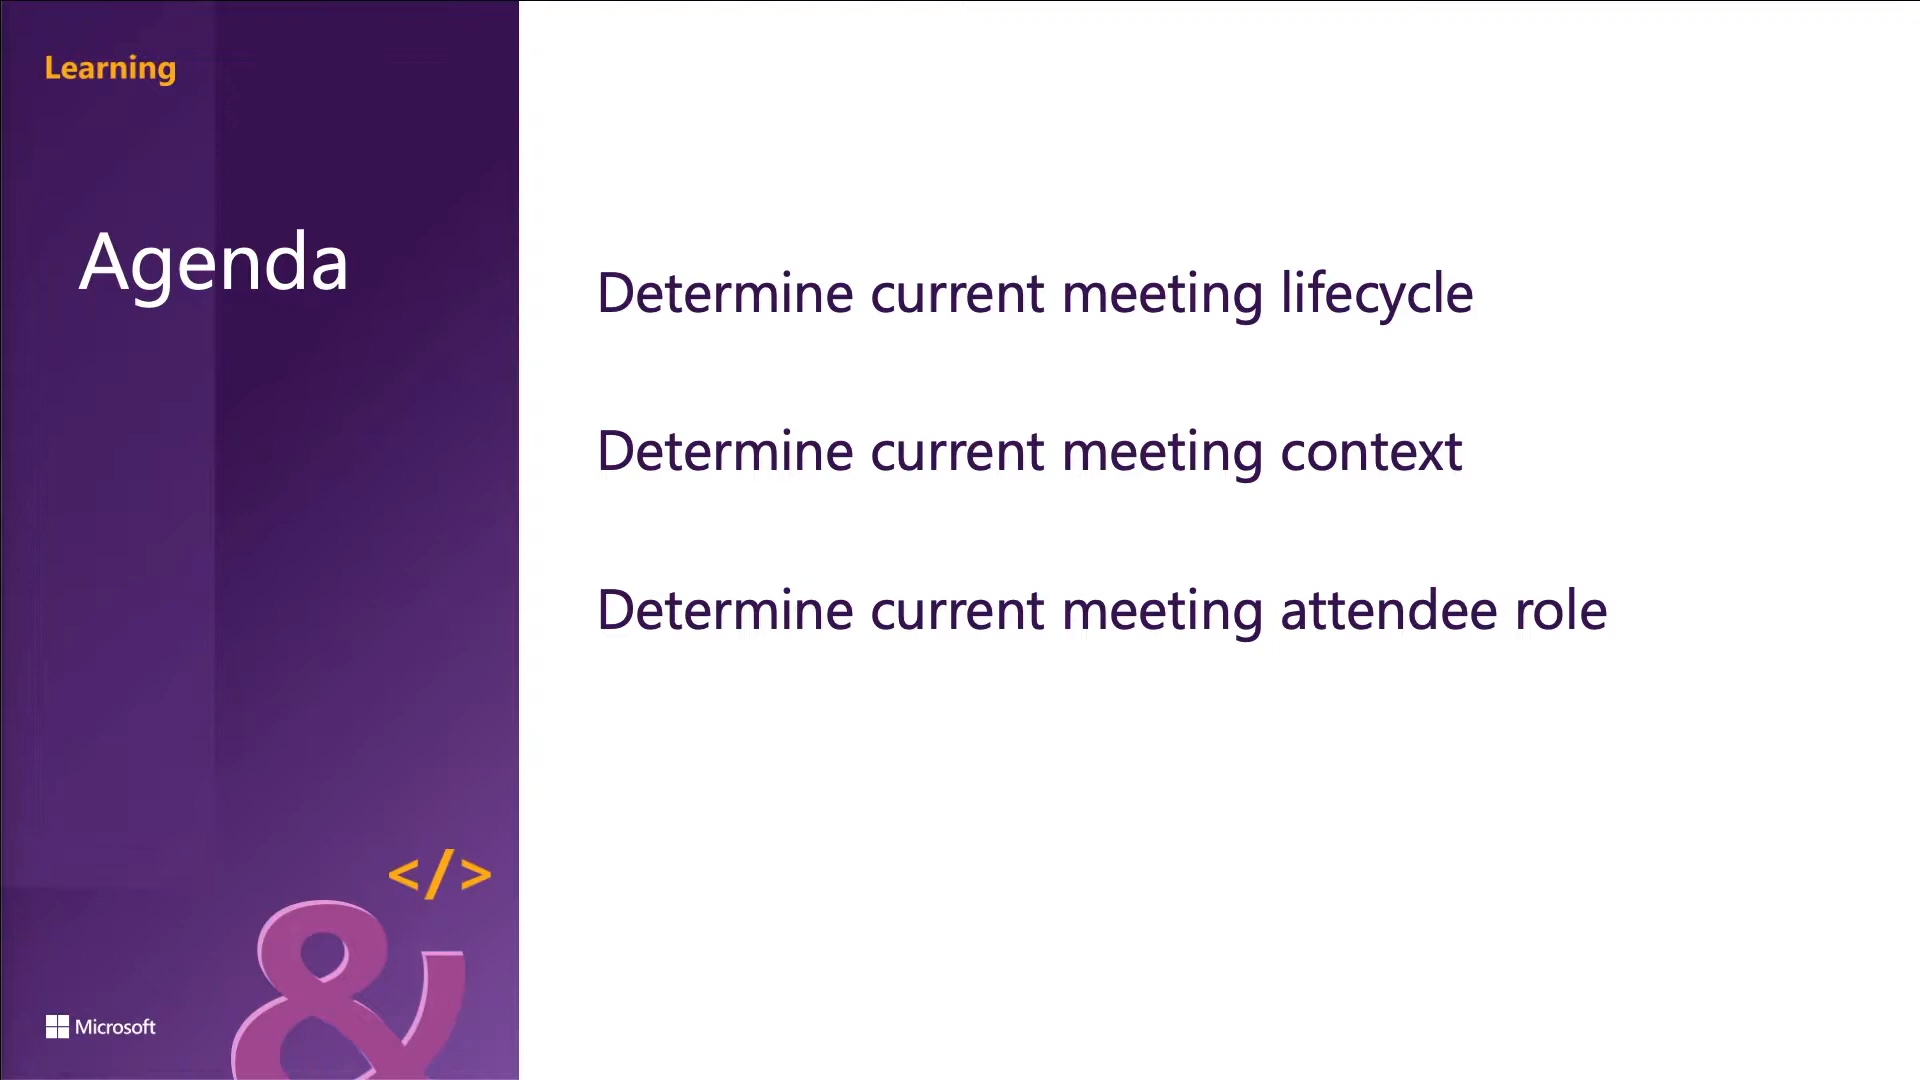 Learning
Agenda
Determine current meeting lifecycle
Determine current meeting context
Determine current meeting attendee role
</>
&
Microsoft